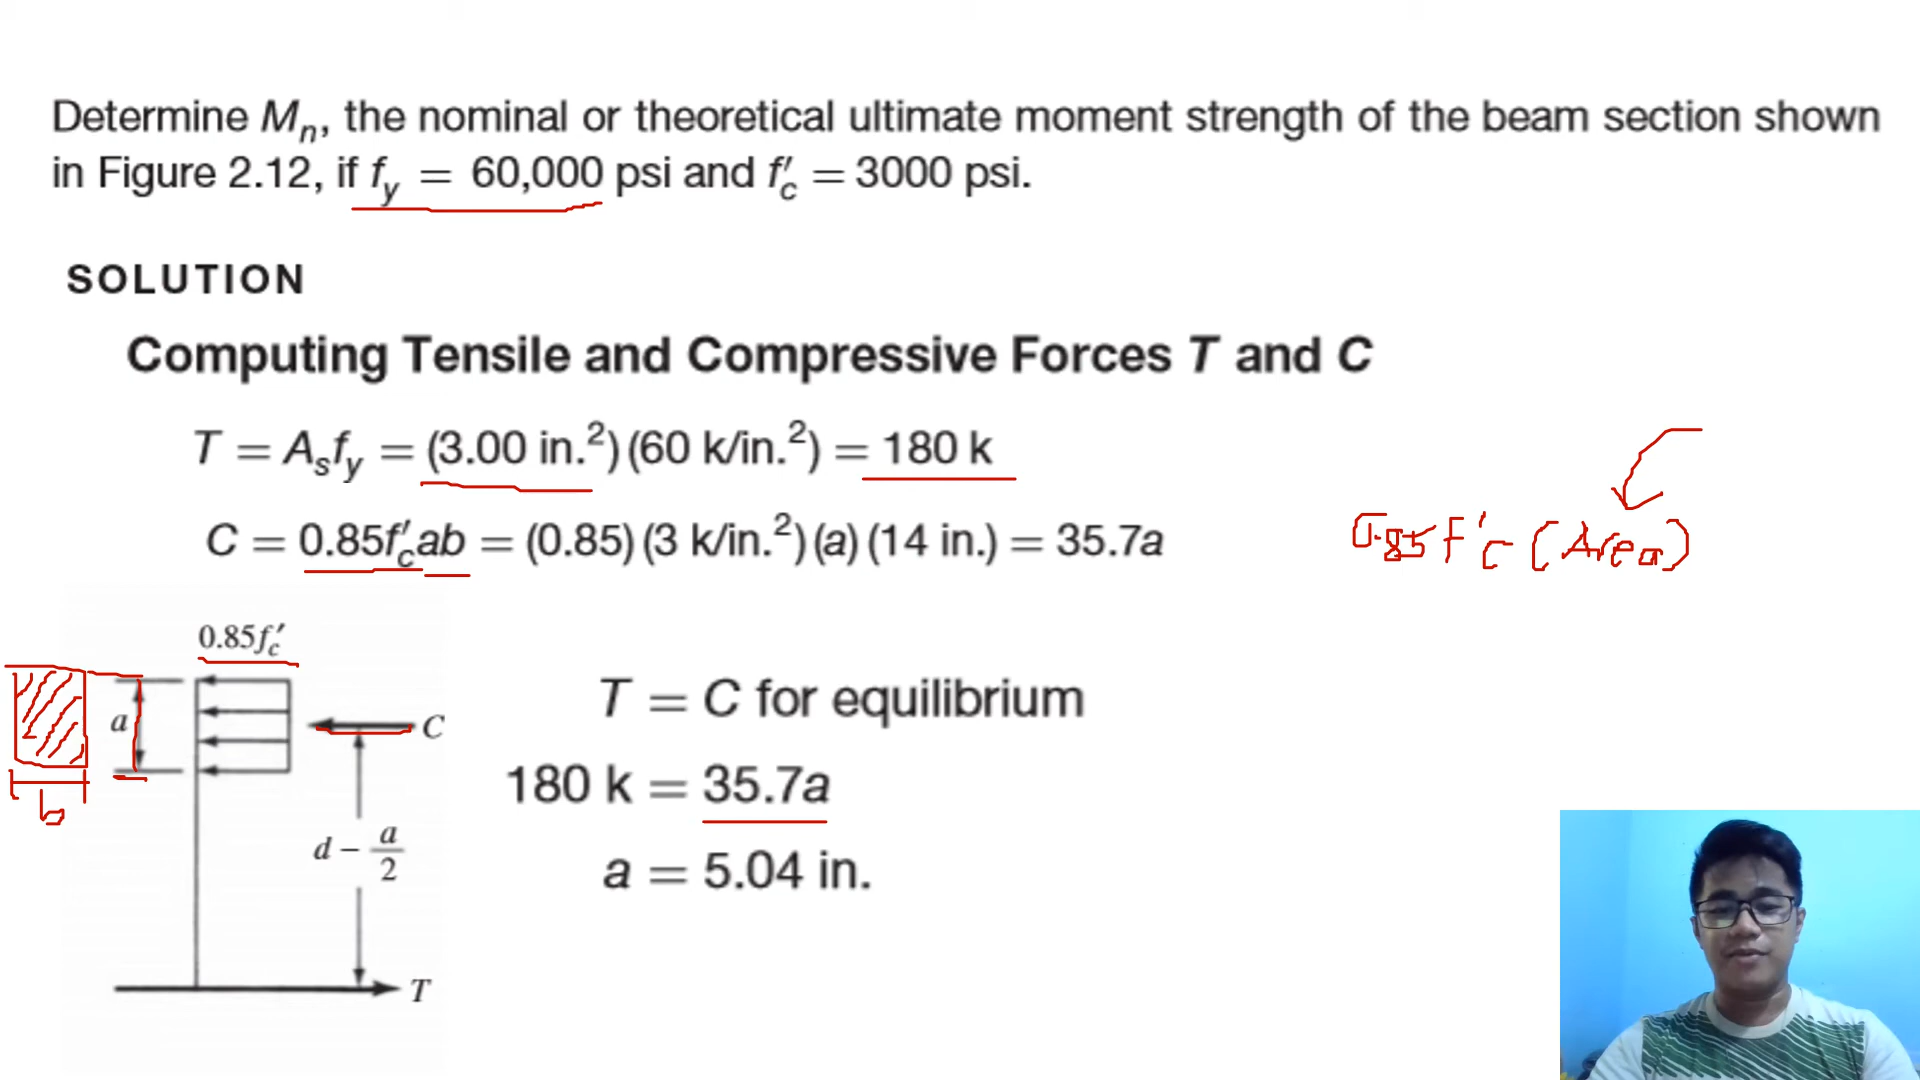 Determine Mn, the nominal or theoretical ultimate moment strength of the beam section shown
in Figure 2.12, if fy = 60,000 psi and f′c = 3000 psi.
SOLUTION
Computing Tensile and Compressive Forces T and C
T = Asfy = (3.00 in.²)(60 k/in.²) = 180 k
C = 0.85f′cab = (0.85)(3 k/in.²)(a)(14 in.) = 35.7a
0.85 f'c (Area)
0.85f′c
a
C
b
d − a/2
T
T = C for equilibrium
180 k = 35.7a
a = 5.04 in.